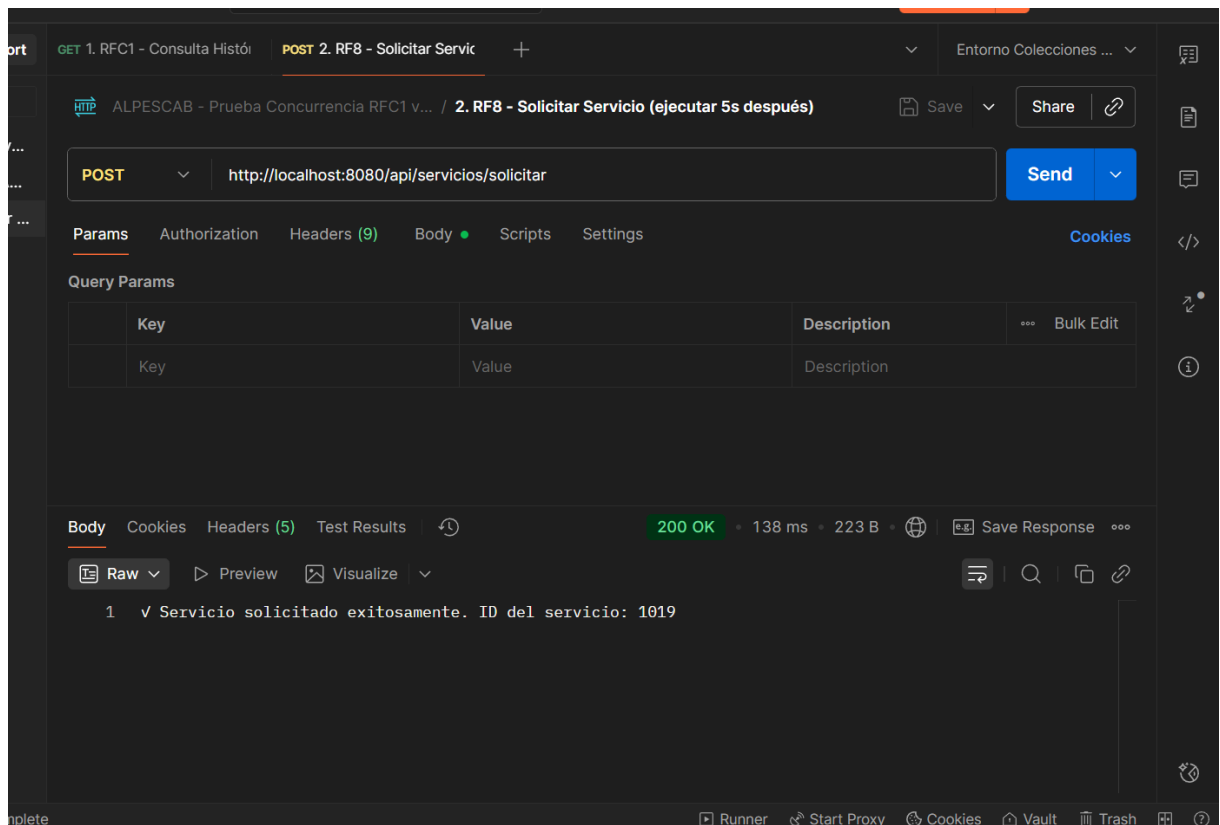 ort
GET 1. RFC1 - Consulta Histór
POST 2. RF8 - Solicitar Servic
Entorno Colecciones ...
HTTP
ALPESCAB - Prueba Concurrencia RFC1 v... / 2. RF8 - Solicitar Servicio (ejecutar 5s después)
Save
Share
POST
http://localhost:8080/api/servicios/solicitar
Send
Params Authorization Headers (9) Body Scripts Settings
Cookies
Query Params
Key Value Description Bulk Edit
Key Value Description
Body Cookies Headers (5) Test Results
200 OK • 138 ms • 223 B
e.g. Save Response
Raw Preview Visualize
1 √ Servicio solicitado exitosamente. ID del servicio: 1019
mplete
Runner Start Proxy Cookies Vault Trash